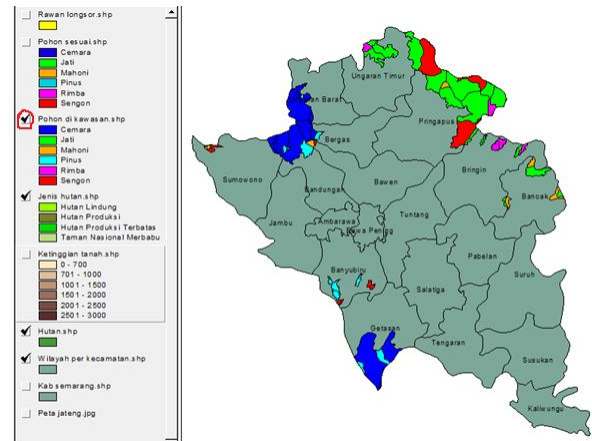 Rawan longsor.shp
Pohon sesuai.shp
Cemara
Jati
Mahoni
Pinus
Rimba
Sengon
Pohon di kawasan.shp
Cemara
Jati
Mahoni
Pinus
Rimba
Sengon
Jenis hutan.shp
Hutan Lindung
Hutan Produksi
Hutan Produksi Terbatas
Taman Nasional Merbabu
Ketinggian tanah.shp
0 - 700
701 - 1000
1001 - 1500
1501 - 2000
2001 - 2500
2501 - 3000
Hutan.shp
Wilayah per kecamatan.shp
Kab semarang.shp
Peta jateng.jpg
Ungaran Timur
Barat
Pringapus
Bergas
Bringin
Sumowono
Bandungan
Bawen
Bancak
Jambu
Ambarawa
Tuntang
Rawa Pening
Pabelan
Banyubiru
Suruh
Salatiga
Getasan
Tengaran
Susukan
Kaliwungu